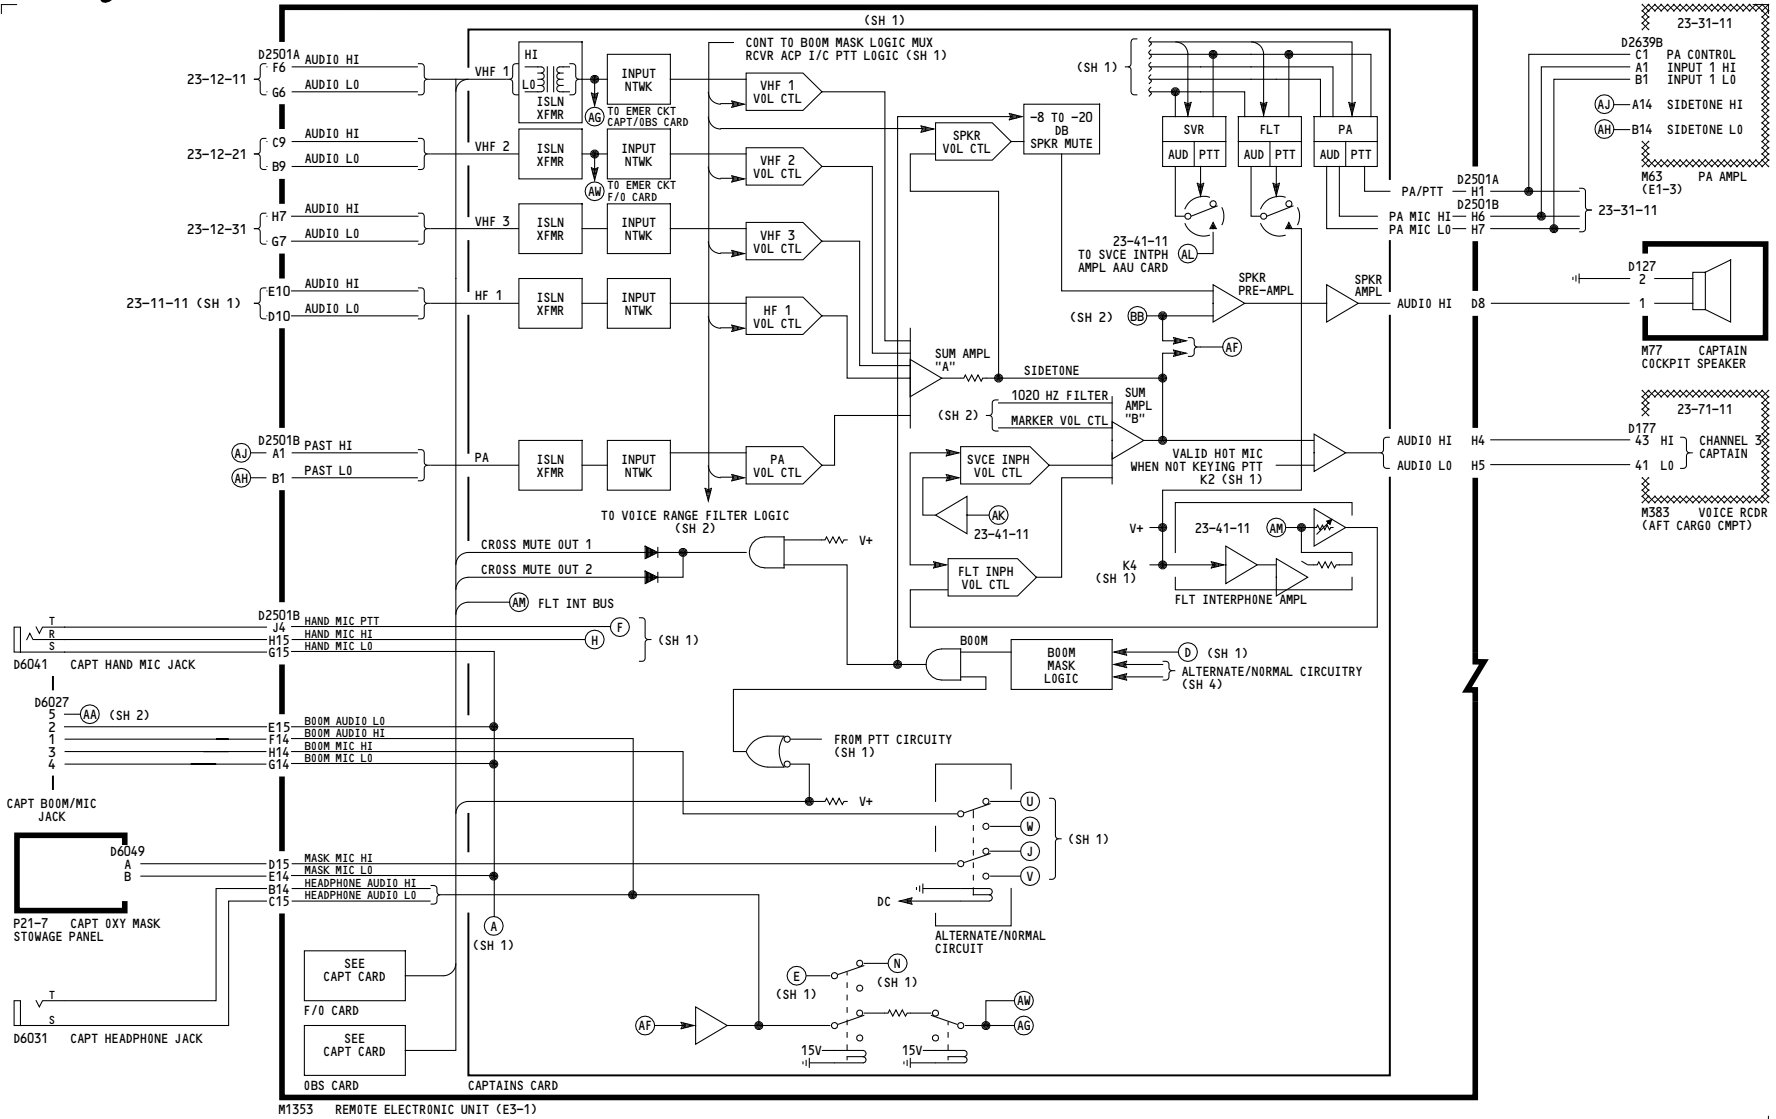 (SH 1)
CONT TO BOOM MASK LOGIC MUX
RCVR ACP I/C PTT LOGIC (SH 1)
(SH 1)
D2501A
F6 AUDIO HI
G6 AUDIO LO
23-12-11
VHF 1
HI
LO
ISLN
XFMR
INPUT
NTWK
AG
TO EMER CKT
CAPT/OBS CARD
VHF 1
VOL CTL
C9 AUDIO HI
B9 AUDIO LO
23-12-21
VHF 2
ISLN
XFMR
INPUT
NTWK
AW
TO EMER CKT
F/O CARD
VHF 2
VOL CTL
H7 AUDIO HI
G7 AUDIO LO
23-12-31
VHF 3
ISLN
XFMR
INPUT
NTWK
VHF 3
VOL CTL
E10 AUDIO HI
D10 AUDIO LO
23-11-11 (SH 1)
HF 1
ISLN
XFMR
INPUT
NTWK
HF 1
VOL CTL
D2501B
AJ A1 PAST HI
AH B1 PAST LO
PA
ISLN
XFMR
INPUT
NTWK
PA
VOL CTL
TO VOICE RANGE FILTER LOGIC
(SH 2)
SPKR
VOL CTL
-8 TO -20
DB
SPKR MUTE
SVR
AUD PTT
FLT
AUD PTT
PA
AUD PTT
23-41-11
TO SVCE INTPH
AMPL AAU CARD
AL
SPKR
PRE-AMPL
SPKR
AMPL
(SH 2) BB
AF
SUM AMPL
"A"
SIDETONE
1020 HZ FILTER
(SH 2)
MARKER VOL CTL
SUM
AMPL
"B"
SVCE INPH
VOL CTL
AK
23-41-11
FLT INPH
VOL CTL
VALID HOT MIC
WHEN NOT KEYING PTT
K2 (SH 1)
V+
K4
(SH 1)
23-41-11
AM
FLT INTERPHONE AMPL
23-31-11
D2639B
C1 PA CONTROL
A1 INPUT 1 HI
B1 INPUT 1 LO
AJ A14 SIDETONE HI
AH B14 SIDETONE LO
M63 PA AMPL
(E1-3)
D2501A
PA/PTT H1
D2501B
PA MIC HI H6
PA MIC LO H7
23-31-11
D127
2
AUDIO HI D8
1
M77 CAPTAIN
COCKPIT SPEAKER
23-71-11
D177
AUDIO HI H4
43 HI
AUDIO LO H5
41 LO
CHANNEL 3
CAPTAIN
M383 VOICE RCDR
(AFT CARGO CMPT)
CROSS MUTE OUT 1
CROSS MUTE OUT 2
V+
AM FLT INT BUS
D2501B
T
R
S
J4 HAND MIC PTT
H15 HAND MIC HI
G15 HAND MIC LO
F
H
(SH 1)
D6041 CAPT HAND MIC JACK
BOOM
BOOM
MASK
LOGIC
D (SH 1)
ALTERNATE/NORMAL CIRCUITRY
(SH 4)
D6027
5 AA (SH 2)
2
1
3
4
E15 BOOM AUDIO LO
F14 BOOM AUDIO HI
H14 BOOM MIC HI
G14 BOOM MIC LO
CAPT BOOM/MIC
JACK
FROM PTT CIRCUITY
(SH 1)
V+
U
W
J
V
(SH 1)
DC
ALTERNATE/NORMAL
CIRCUIT
D6049
A
B
D15 MASK MIC HI
E14 MASK MIC LO
B14 HEADPHONE AUDIO HI
C15 HEADPHONE AUDIO LO
P21-7 CAPT OXY MASK
STOWAGE PANEL
A
(SH 1)
SEE
CAPT CARD
F/O CARD
SEE
CAPT CARD
OBS CARD
T
S
D6031 CAPT HEADPHONE JACK
E
(SH 1)
N
(SH 1)
AF
AW
AG
15V
15V
CAPTAINS CARD
M1353 REMOTE ELECTRONIC UNIT (E3-1)